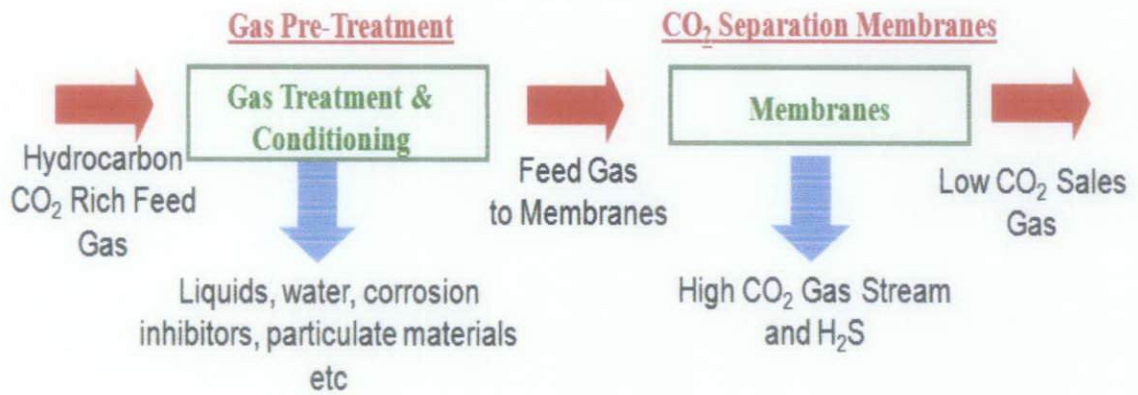 Gas Pre-Treatment
CO₂ Separation Membranes
Gas Treatment &
Conditioning
Membranes
Hydrocarbon
CO₂ Rich Feed
Gas
Feed Gas
to Membranes
Low CO₂ Sales
Gas
Liquids, water, corrosion
inhibitors, particulate materials
etc
High CO₂ Gas Stream
and H₂S